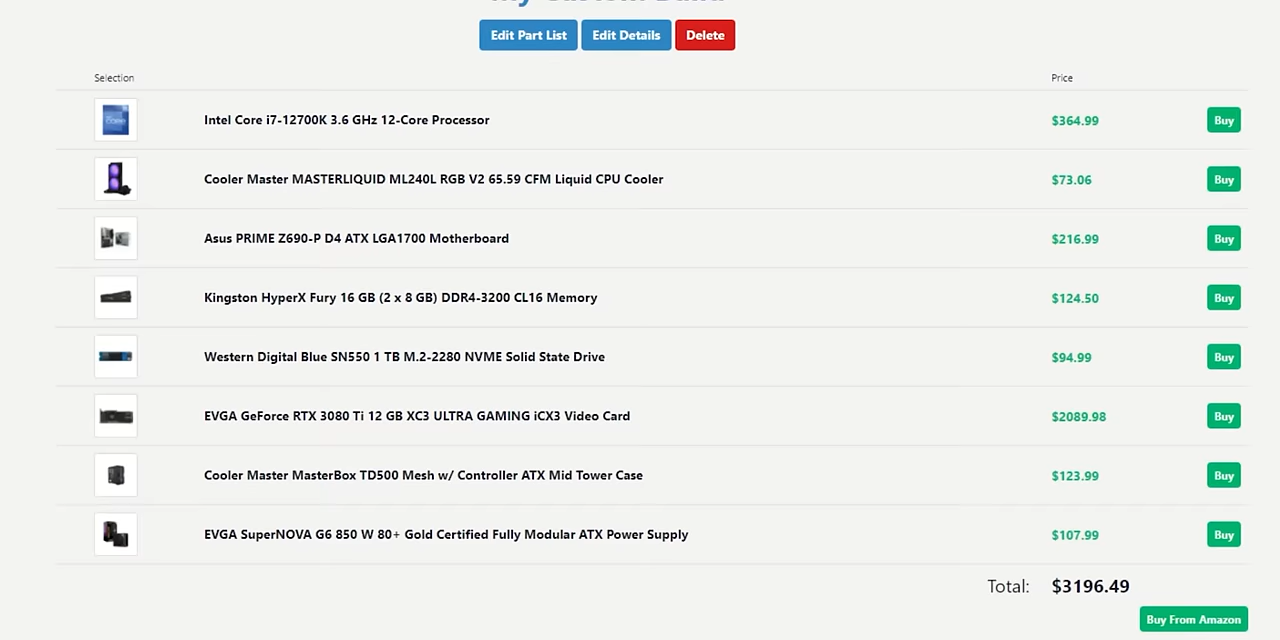 My Custom Build
Edit Part List Edit Details Delete
Selection Price
Intel Core i7-12700K 3.6 GHz 12-Core Processor $364.99 Buy
Cooler Master MASTERLIQUID ML240L RGB V2 65.59 CFM Liquid CPU Cooler $73.06 Buy
Asus PRIME Z690-P D4 ATX LGA1700 Motherboard $216.99 Buy
Kingston HyperX Fury 16 GB (2 x 8 GB) DDR4-3200 CL16 Memory $124.50 Buy
Western Digital Blue SN550 1 TB M.2-2280 NVME Solid State Drive $94.99 Buy
EVGA GeForce RTX 3080 Ti 12 GB XC3 ULTRA GAMING iCX3 Video Card $2089.98 Buy
Cooler Master MasterBox TD500 Mesh w/ Controller ATX Mid Tower Case $123.99 Buy
EVGA SuperNOVA G6 850 W 80+ Gold Certified Fully Modular ATX Power Supply $107.99 Buy
Total: $3196.49
Buy From Amazon